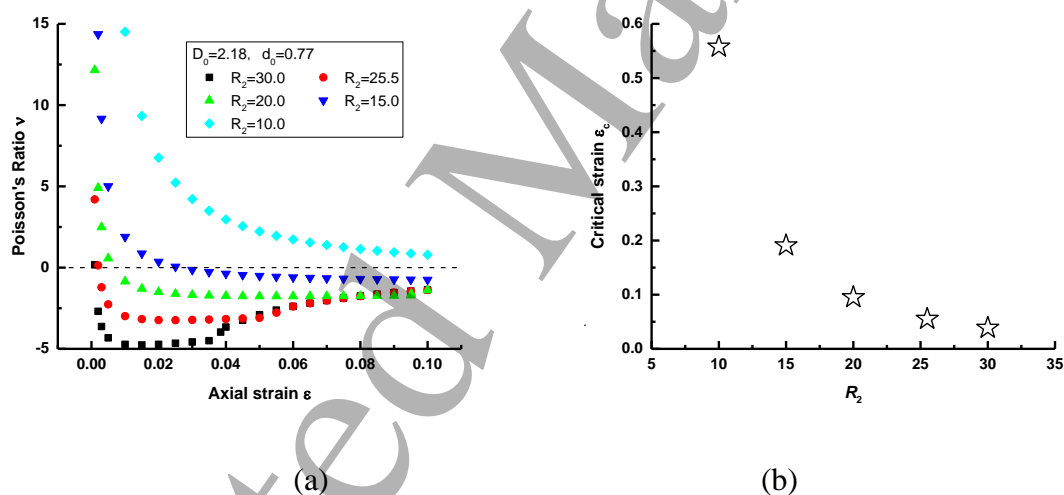 15
10
5
0
-5
0.00 0.02 0.04 0.06 0.08 0.10
Poisson's Ratio ν
Axial strain ε
D0=2.18, d0=0.77
R2=30.0 R2=25.5
R2=20.0 R2=15.0
R2=10.0
(a)
0.6
0.5
0.4
0.3
0.2
0.1
0.0
5 10 15 20 25 30 35
Critical strain εc
R2
(b)